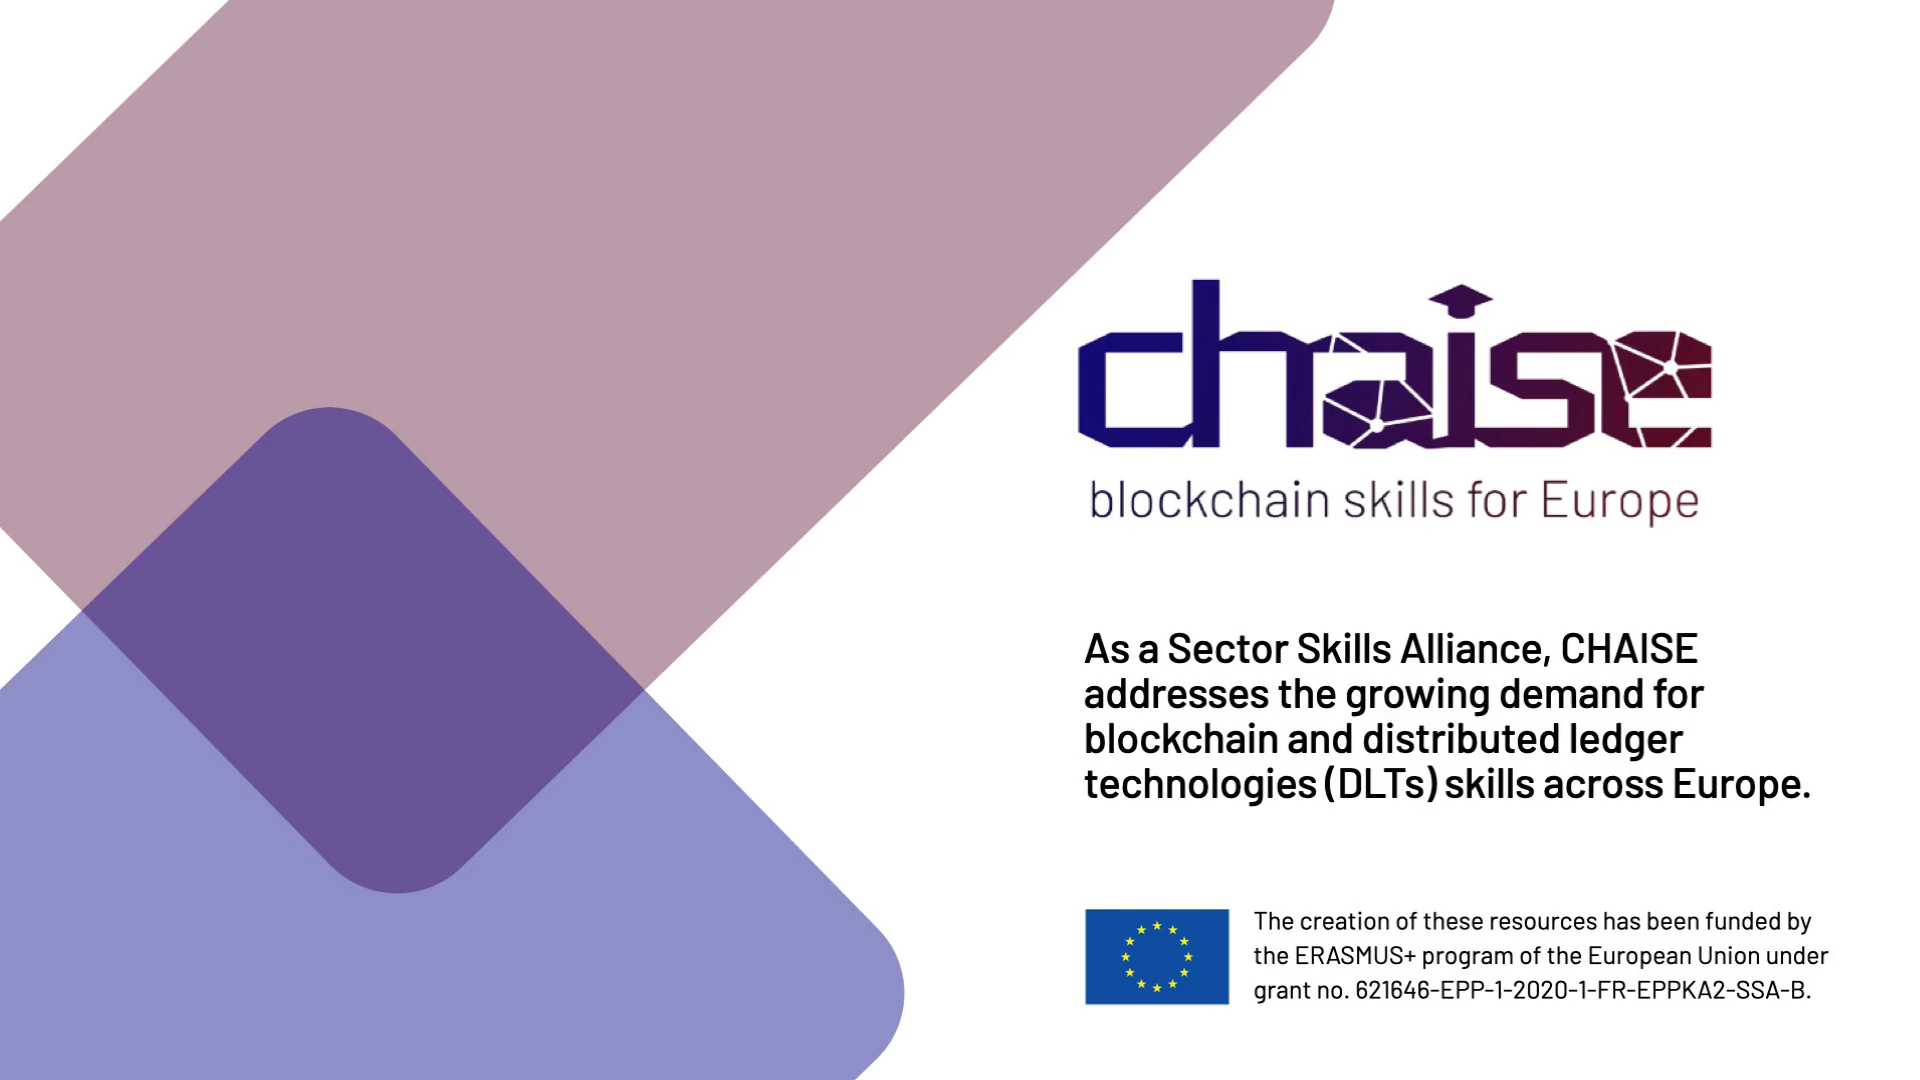 chaise
blockchain skills for Europe
As a Sector Skills Alliance, CHAISE
addresses the growing demand for
blockchain and distributed ledger
technologies (DLTs) skills across Europe.
The creation of these resources has been funded by
the ERASMUS+ program of the European Union under
grant no. 621646-EPP-1-2020-1-FR-EPPKA2-SSA-B.